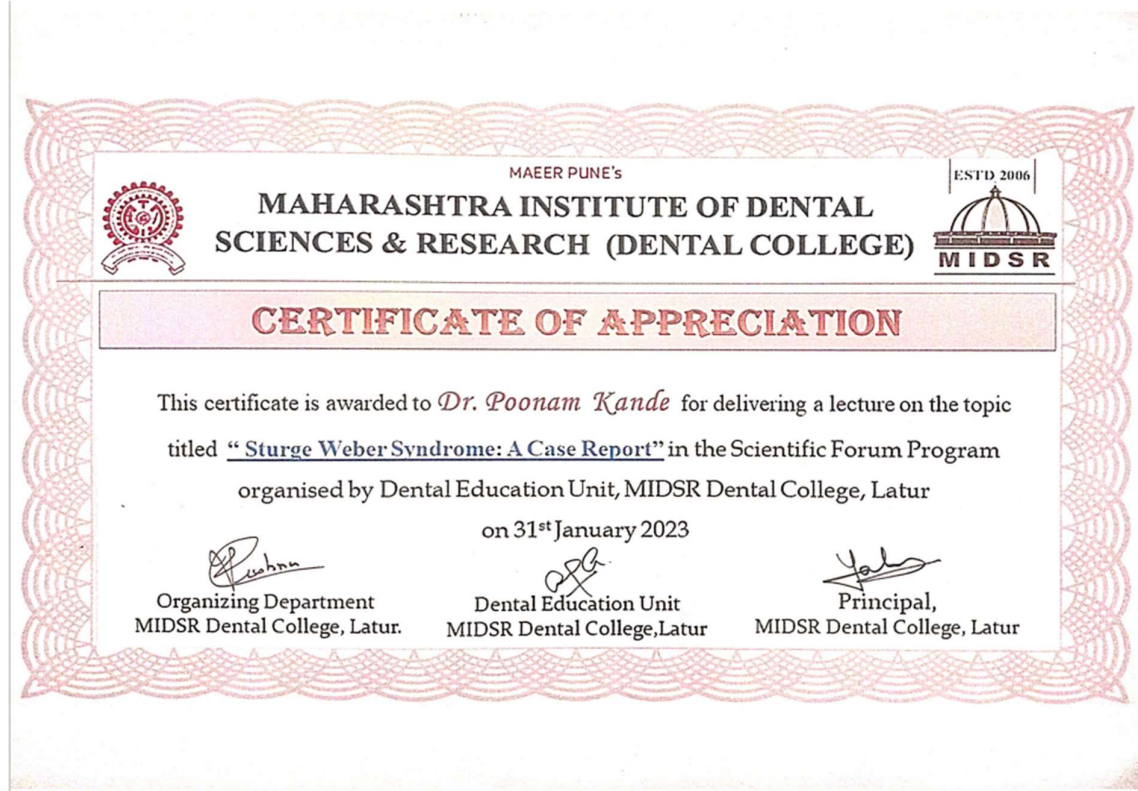 MAEER PUNE's
ESTD 2006
MAHARASHTRA INSTITUTE OF DENTAL
SCIENCES & RESEARCH (DENTAL COLLEGE)
MIDSR
CERTIFICATE OF APPRECIATION
This certificate is awarded to Dr. Poonam Kande for delivering a lecture on the topic
titled “ Sturge Weber Syndrome: A Case Report” in the Scientific Forum Program
organised by Dental Education Unit, MIDSR Dental College, Latur
on 31st January 2023
Organizing Department
MIDSR Dental College, Latur.
Dental Education Unit
MIDSR Dental College,Latur
Principal,
MIDSR Dental College, Latur